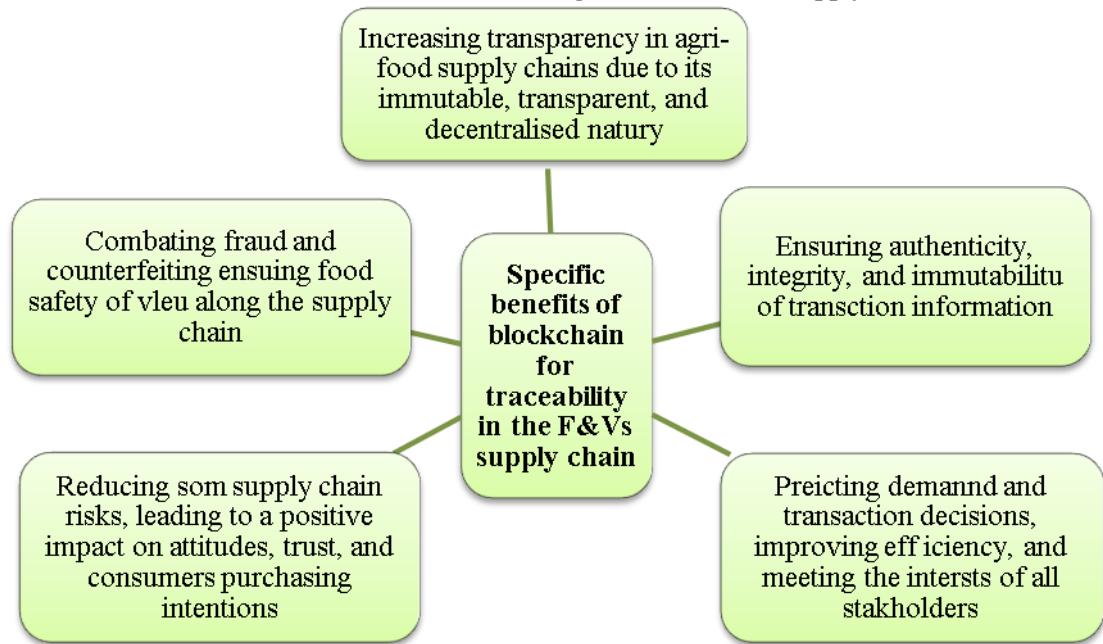 Increasing transparency in agri-
food supply chains due to its
immutable, transparent, and
decentralised natury
Combating fraud and
counterfeiting ensuing food
safety of vleu along the supply
chain
Specific
benefits of
blockchain
for
traceability
in the F&Vs
supply chain
Ensuring authenticity,
integrity, and immutabilitu
of transction information
Reducing som supply chain
risks, leading to a positive
impact on attitudes, trust, and
consumers purchasing
intentions
Preicting demannd and
transaction decisions,
improving eff iciency, and
meeting the intersts of all
stakholders